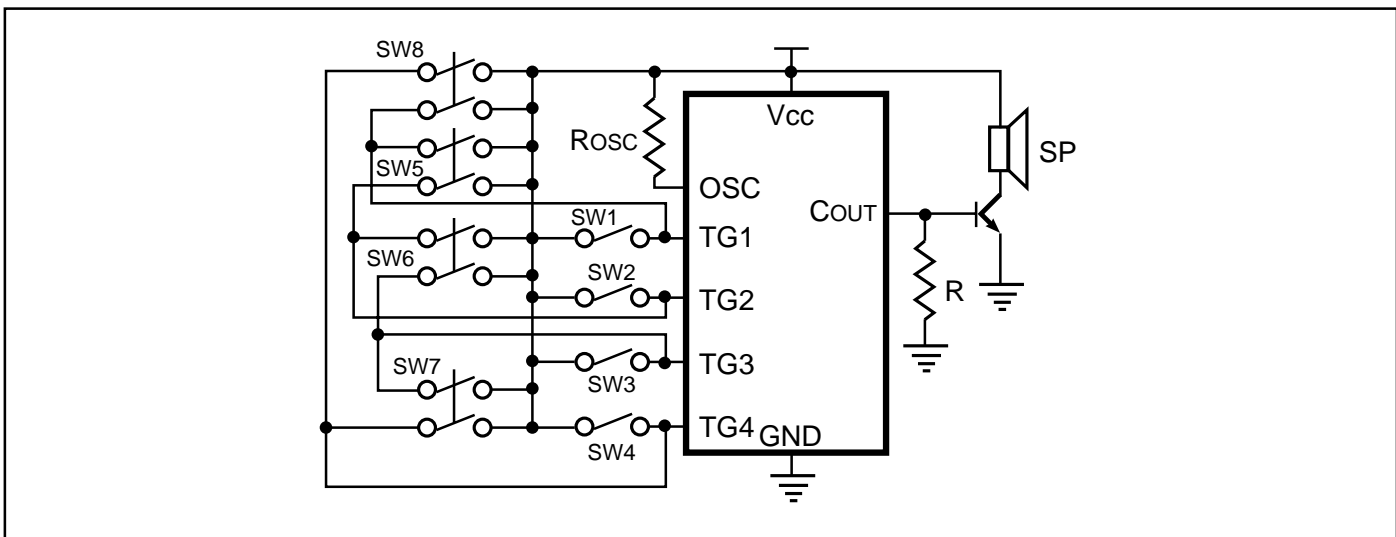 SW8
Vcc
ROSC
SP
SW5
OSC
COUT
SW1
TG1
SW6
SW2
R
TG2
SW7
TG3
SW3
TG4
GND
SW4